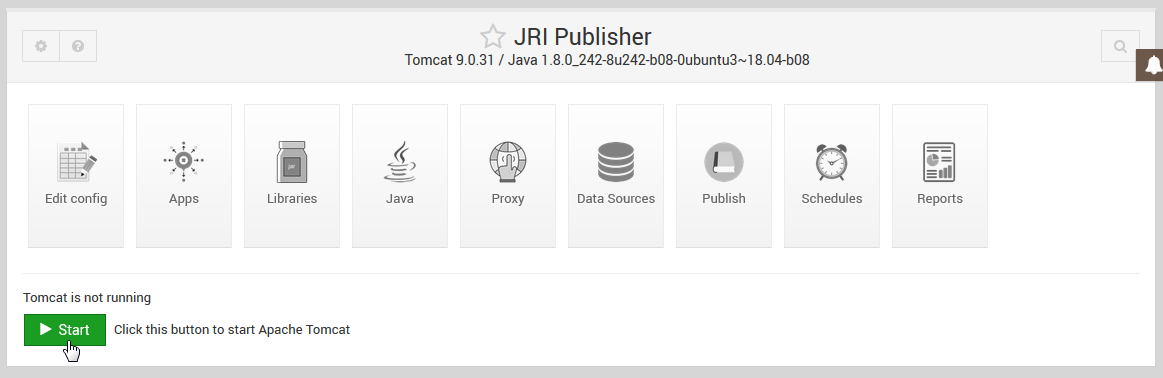 JRI Publisher
Tomcat 9.0.31 / Java 1.8.0_242-8u242-b08-0ubuntu3~18.04-b08
Edit config
Apps
Libraries
Java
Proxy
Data Sources
Publish
Schedules
Reports
Tomcat is not running
Start
Click this button to start Apache Tomcat